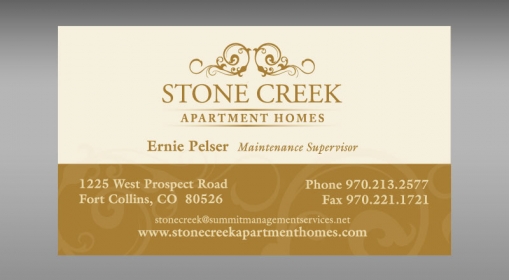 STONE CREEK
APARTMENT HOMES
Ernie Pelser Maintenance Supervisor
1225 West Prospect Road
Fort Collins, CO 80526
Phone 970.213.2577
Fax 970.221.1721
stonecreek@summitmanagementservices.net
www.stonecreekapartmenthomes.com